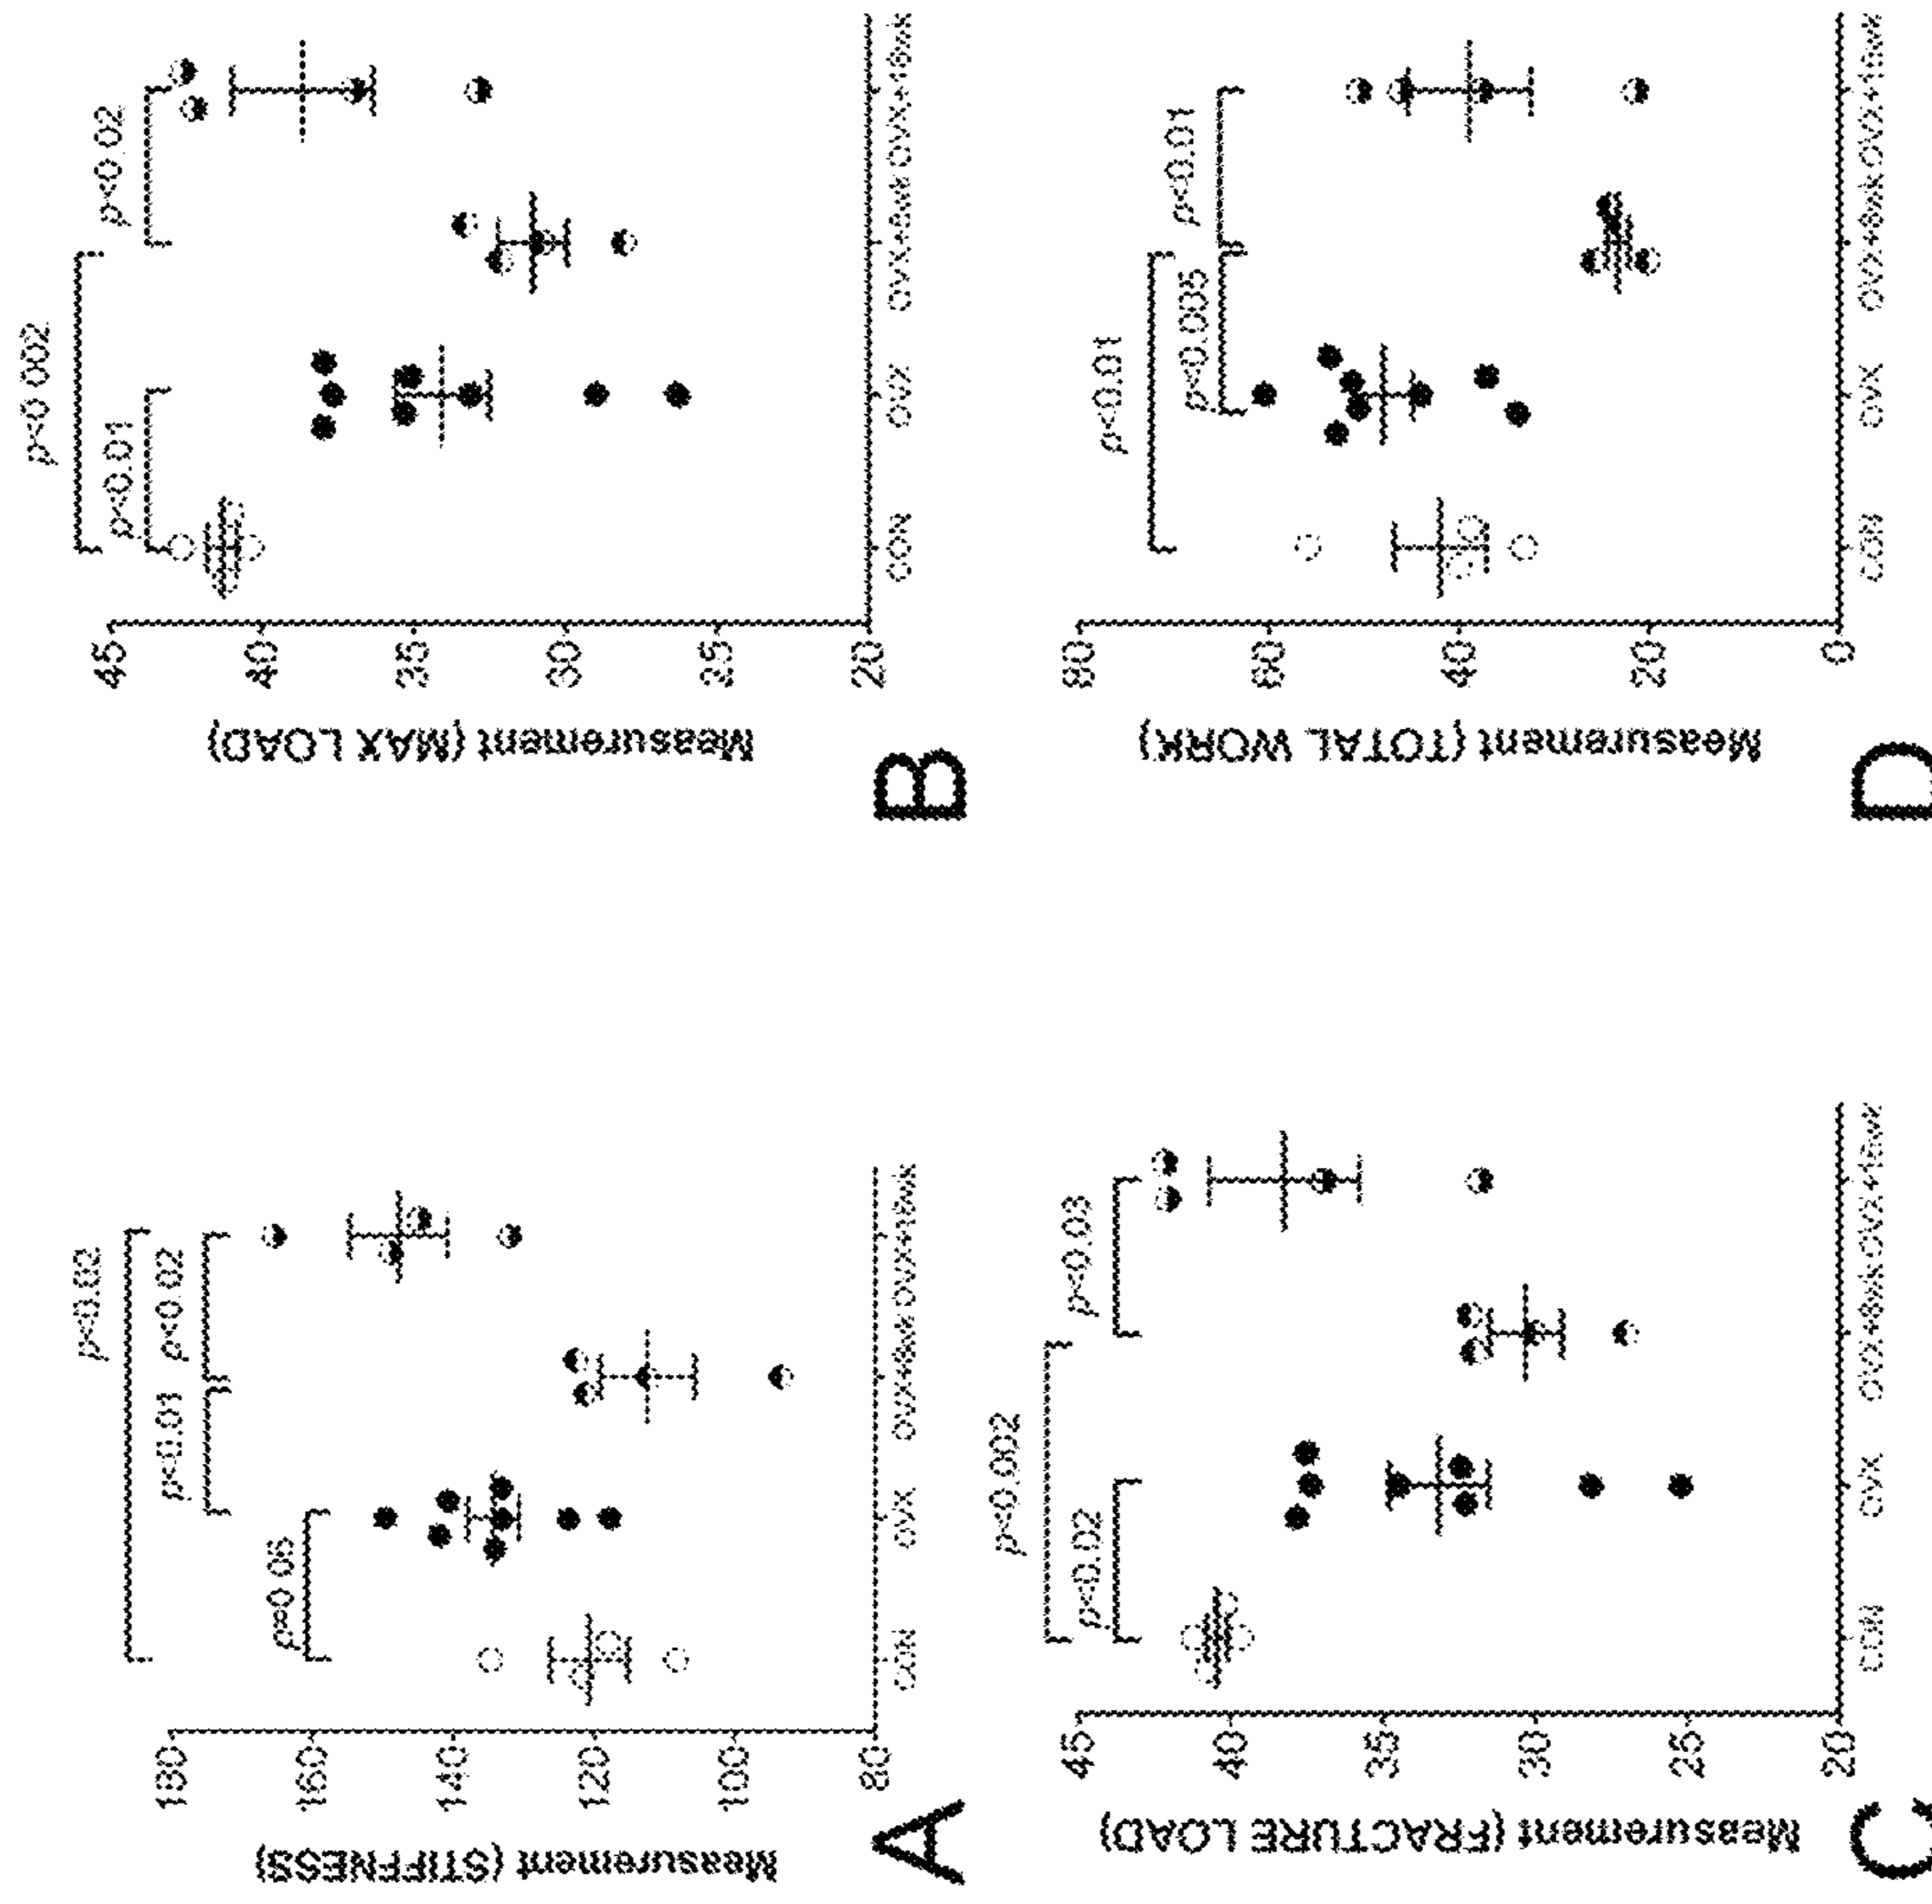 A
Measurement (STIFFNESS)
180
160
140
120
100
80
p<0.02
p<0.01
p<0.02
p=0.05
CON
OVX
OVX+8wk
OVX+16wk
B
Measurement (MAX LOAD)
45
40
35
30
25
20
p<0.002
p<0.01
p<0.02
CON
OVX
OVX+8wk
OVX+16wk
C
Measurement (FRACTURE LOAD)
45
40
35
30
25
20
p<0.002
p<0.02
p<0.03
CON
OVX
OVX+8wk
OVX+16wk
D
Measurement (TOTAL WORK)
80
60
40
20
0
p<0.01
p<0.005
p<0.01
CON
OVX
OVX+8wk
OVX+16wk